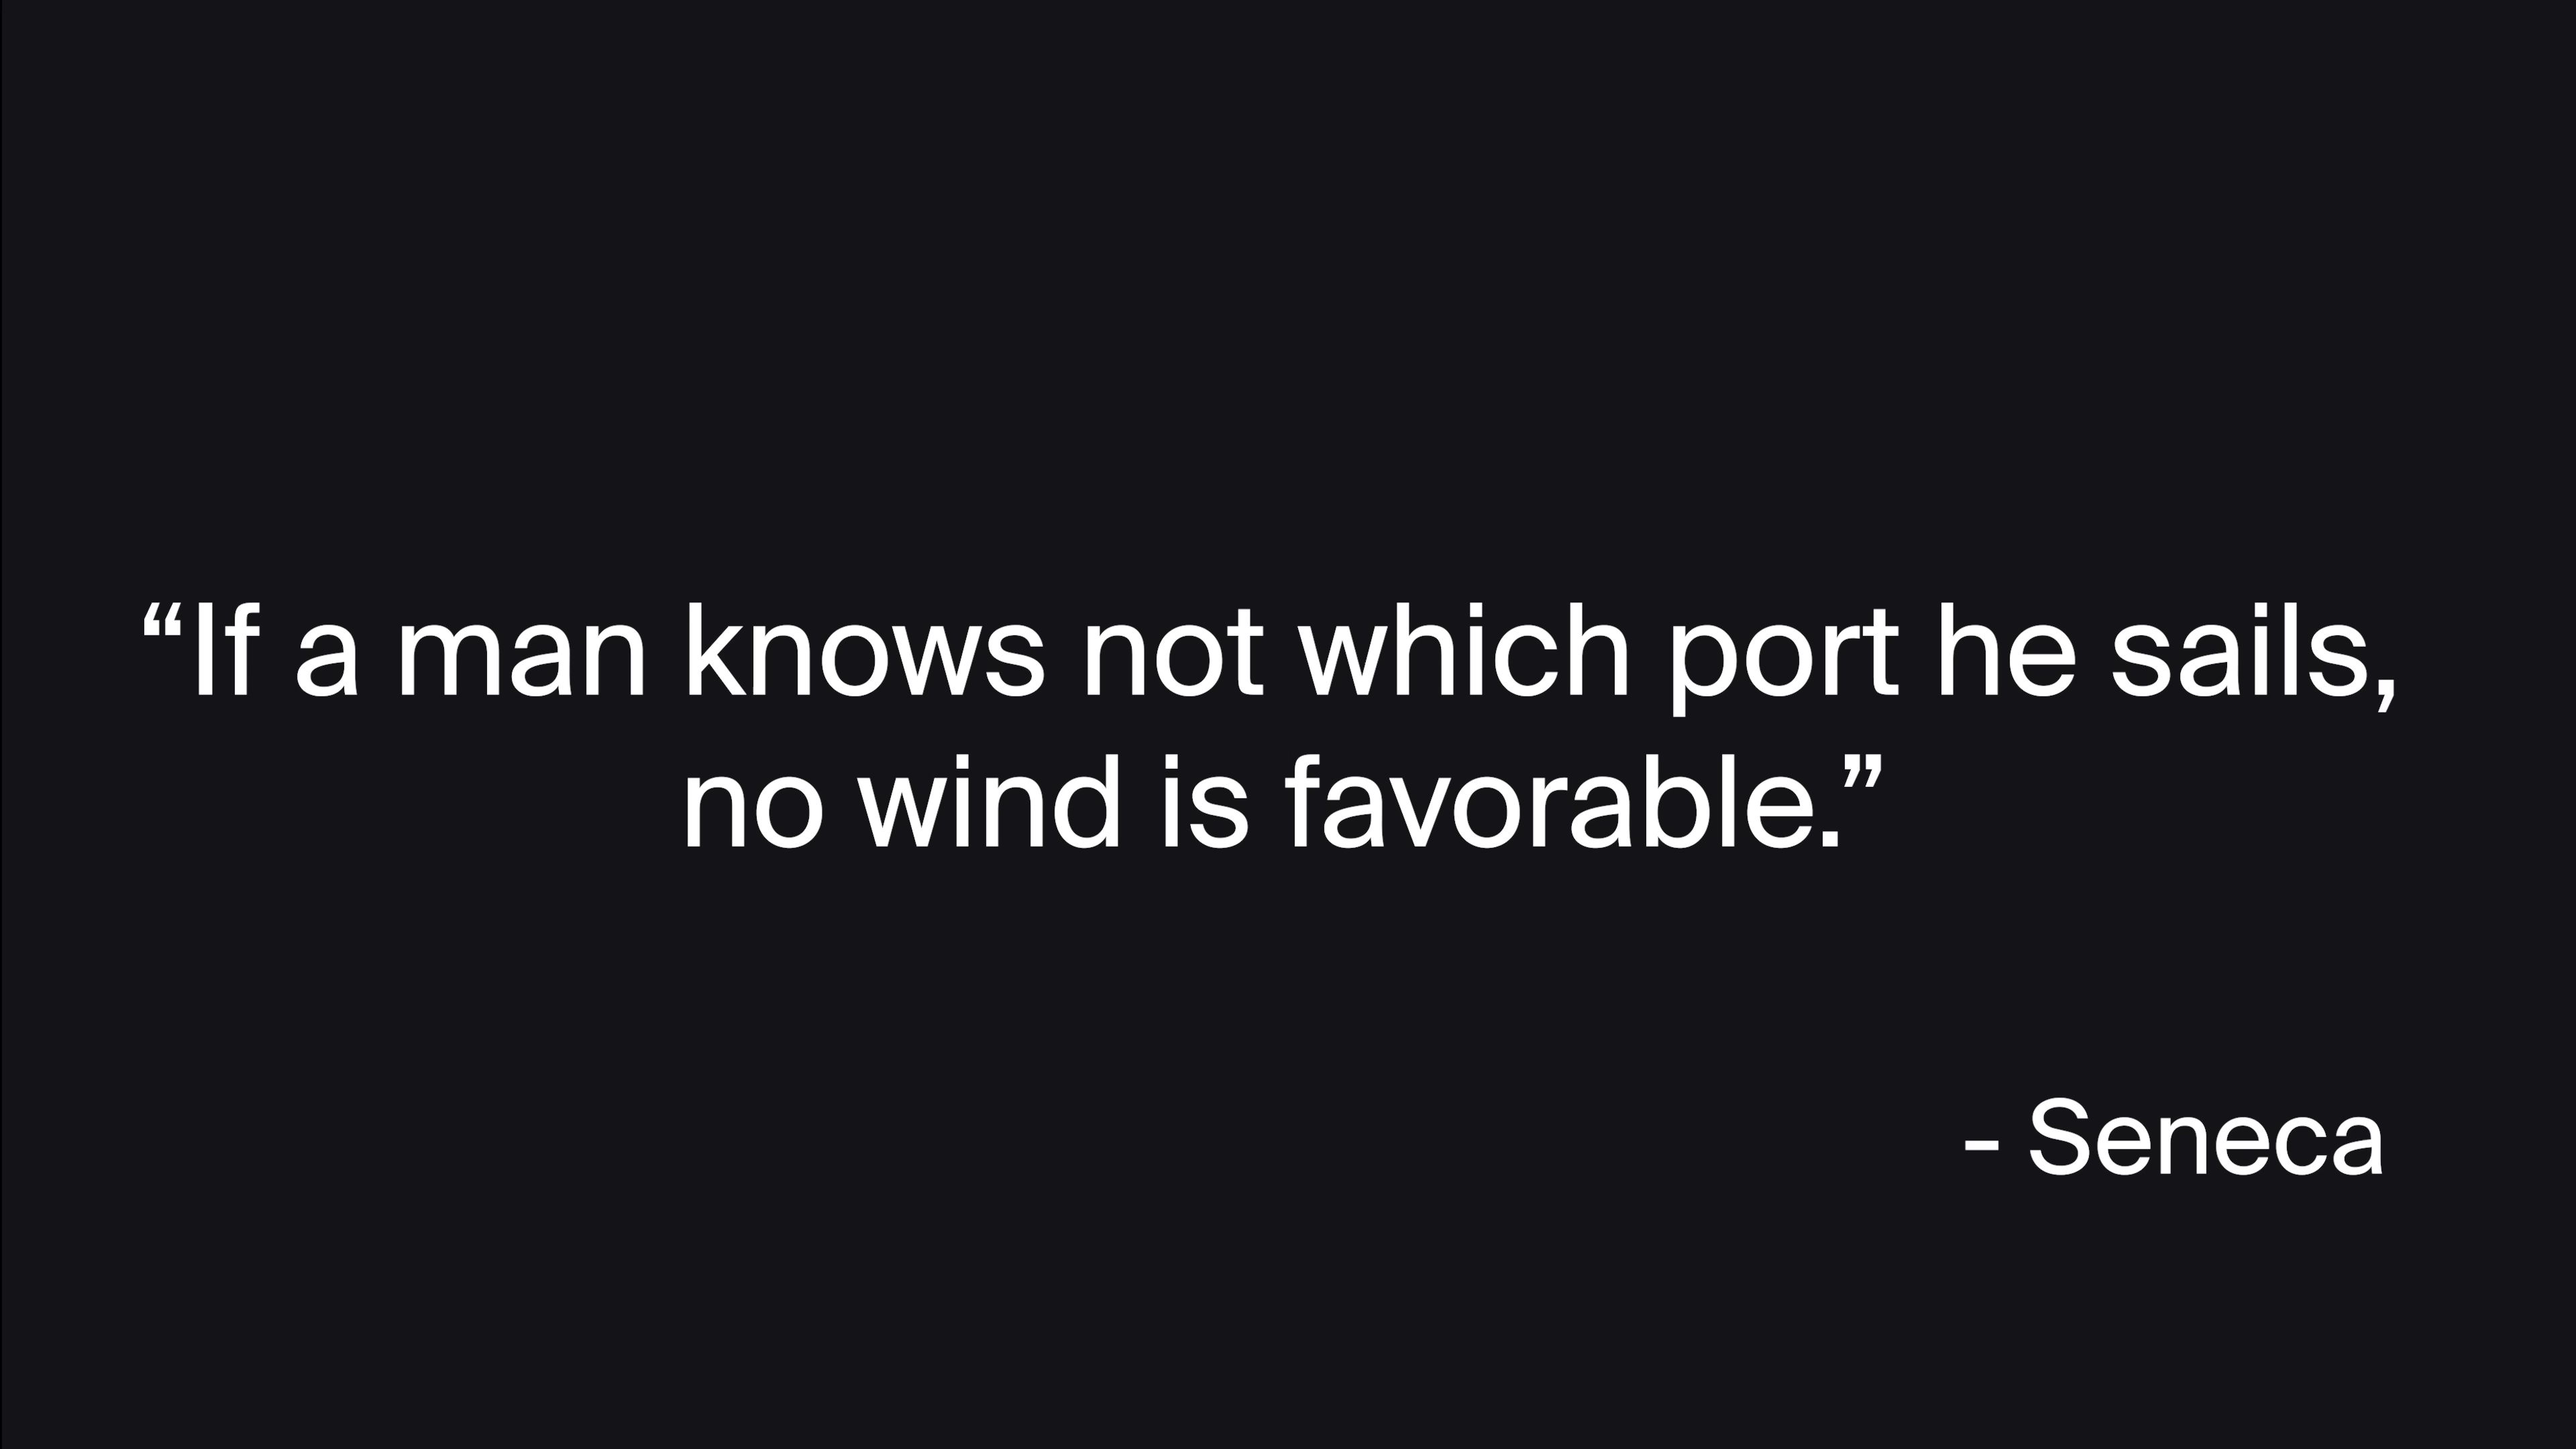 “If a man knows not which port he sails,
no wind is favorable.”
- Seneca